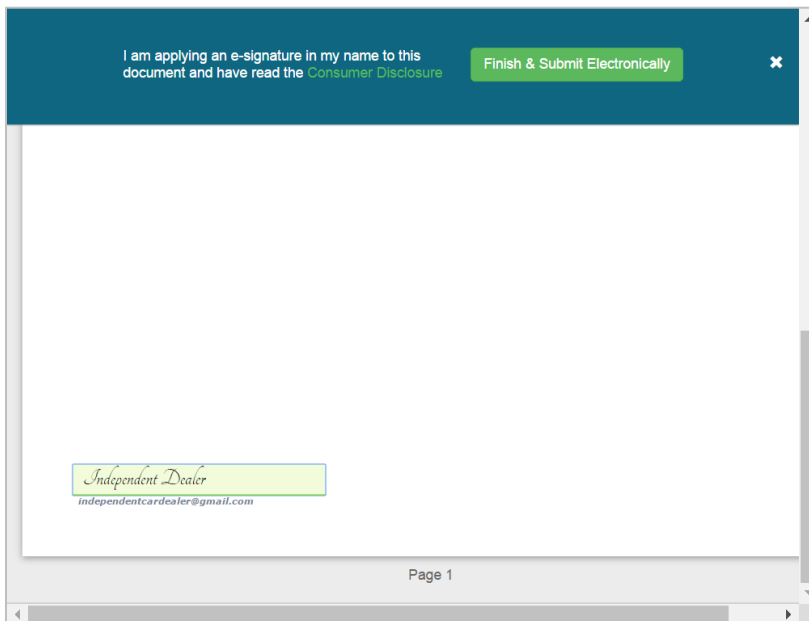 I am applying an e-signature in my name to this
document and have read the Consumer Disclosure
Finish & Submit Electronically
Independent Dealer
independentcardealer@gmail.com
Page 1